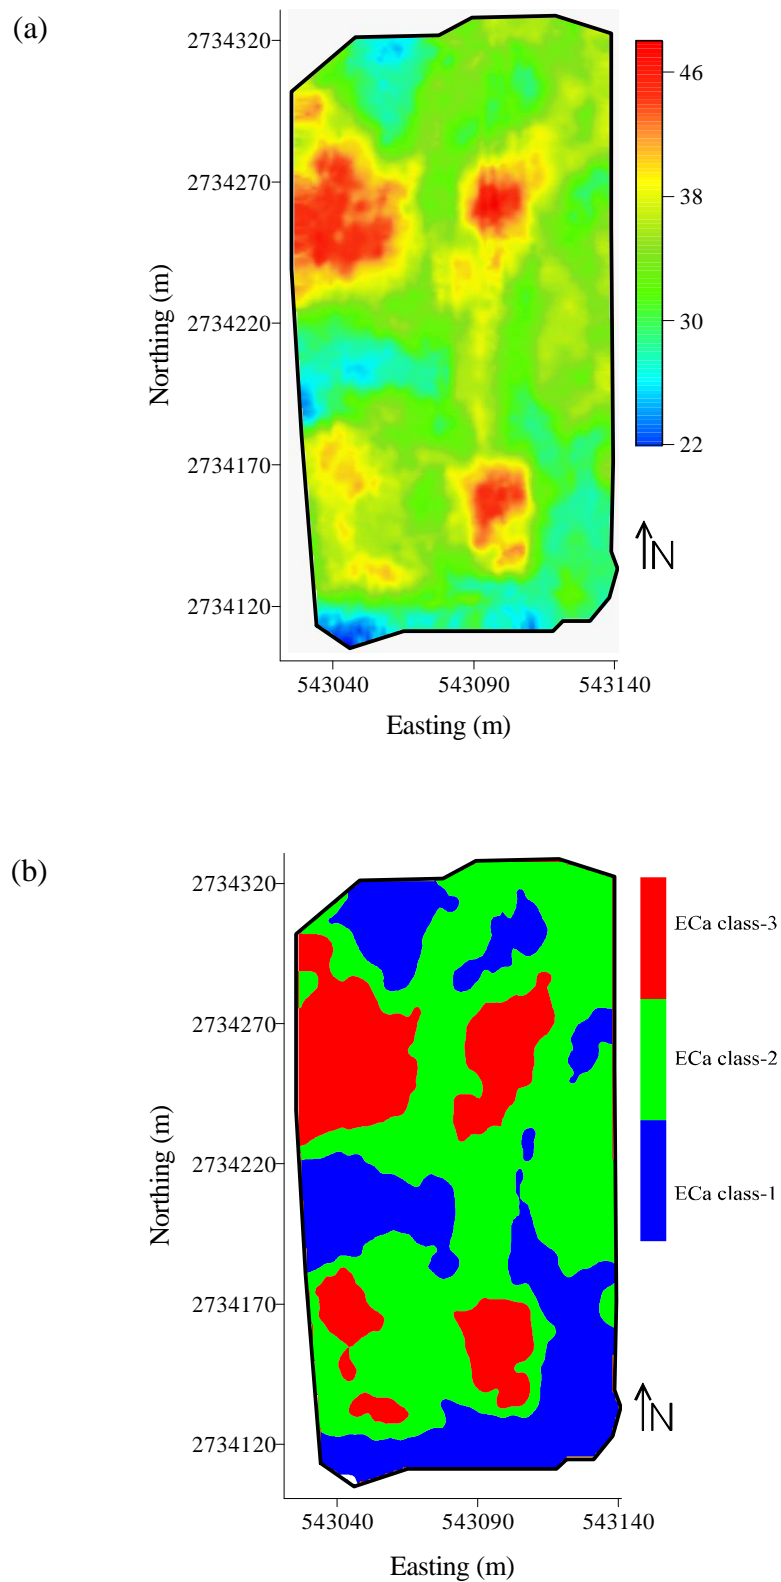 (a)
2734320
2734270
2734220
2734170
2734120
Northing (m)
543040 543090 543140
Easting (m)
46
38
30
22
N
(b)
2734320
2734270
2734220
2734170
2734120
Northing (m)
543040 543090 543140
Easting (m)
ECa class-3
ECa class-2
ECa class-1
N